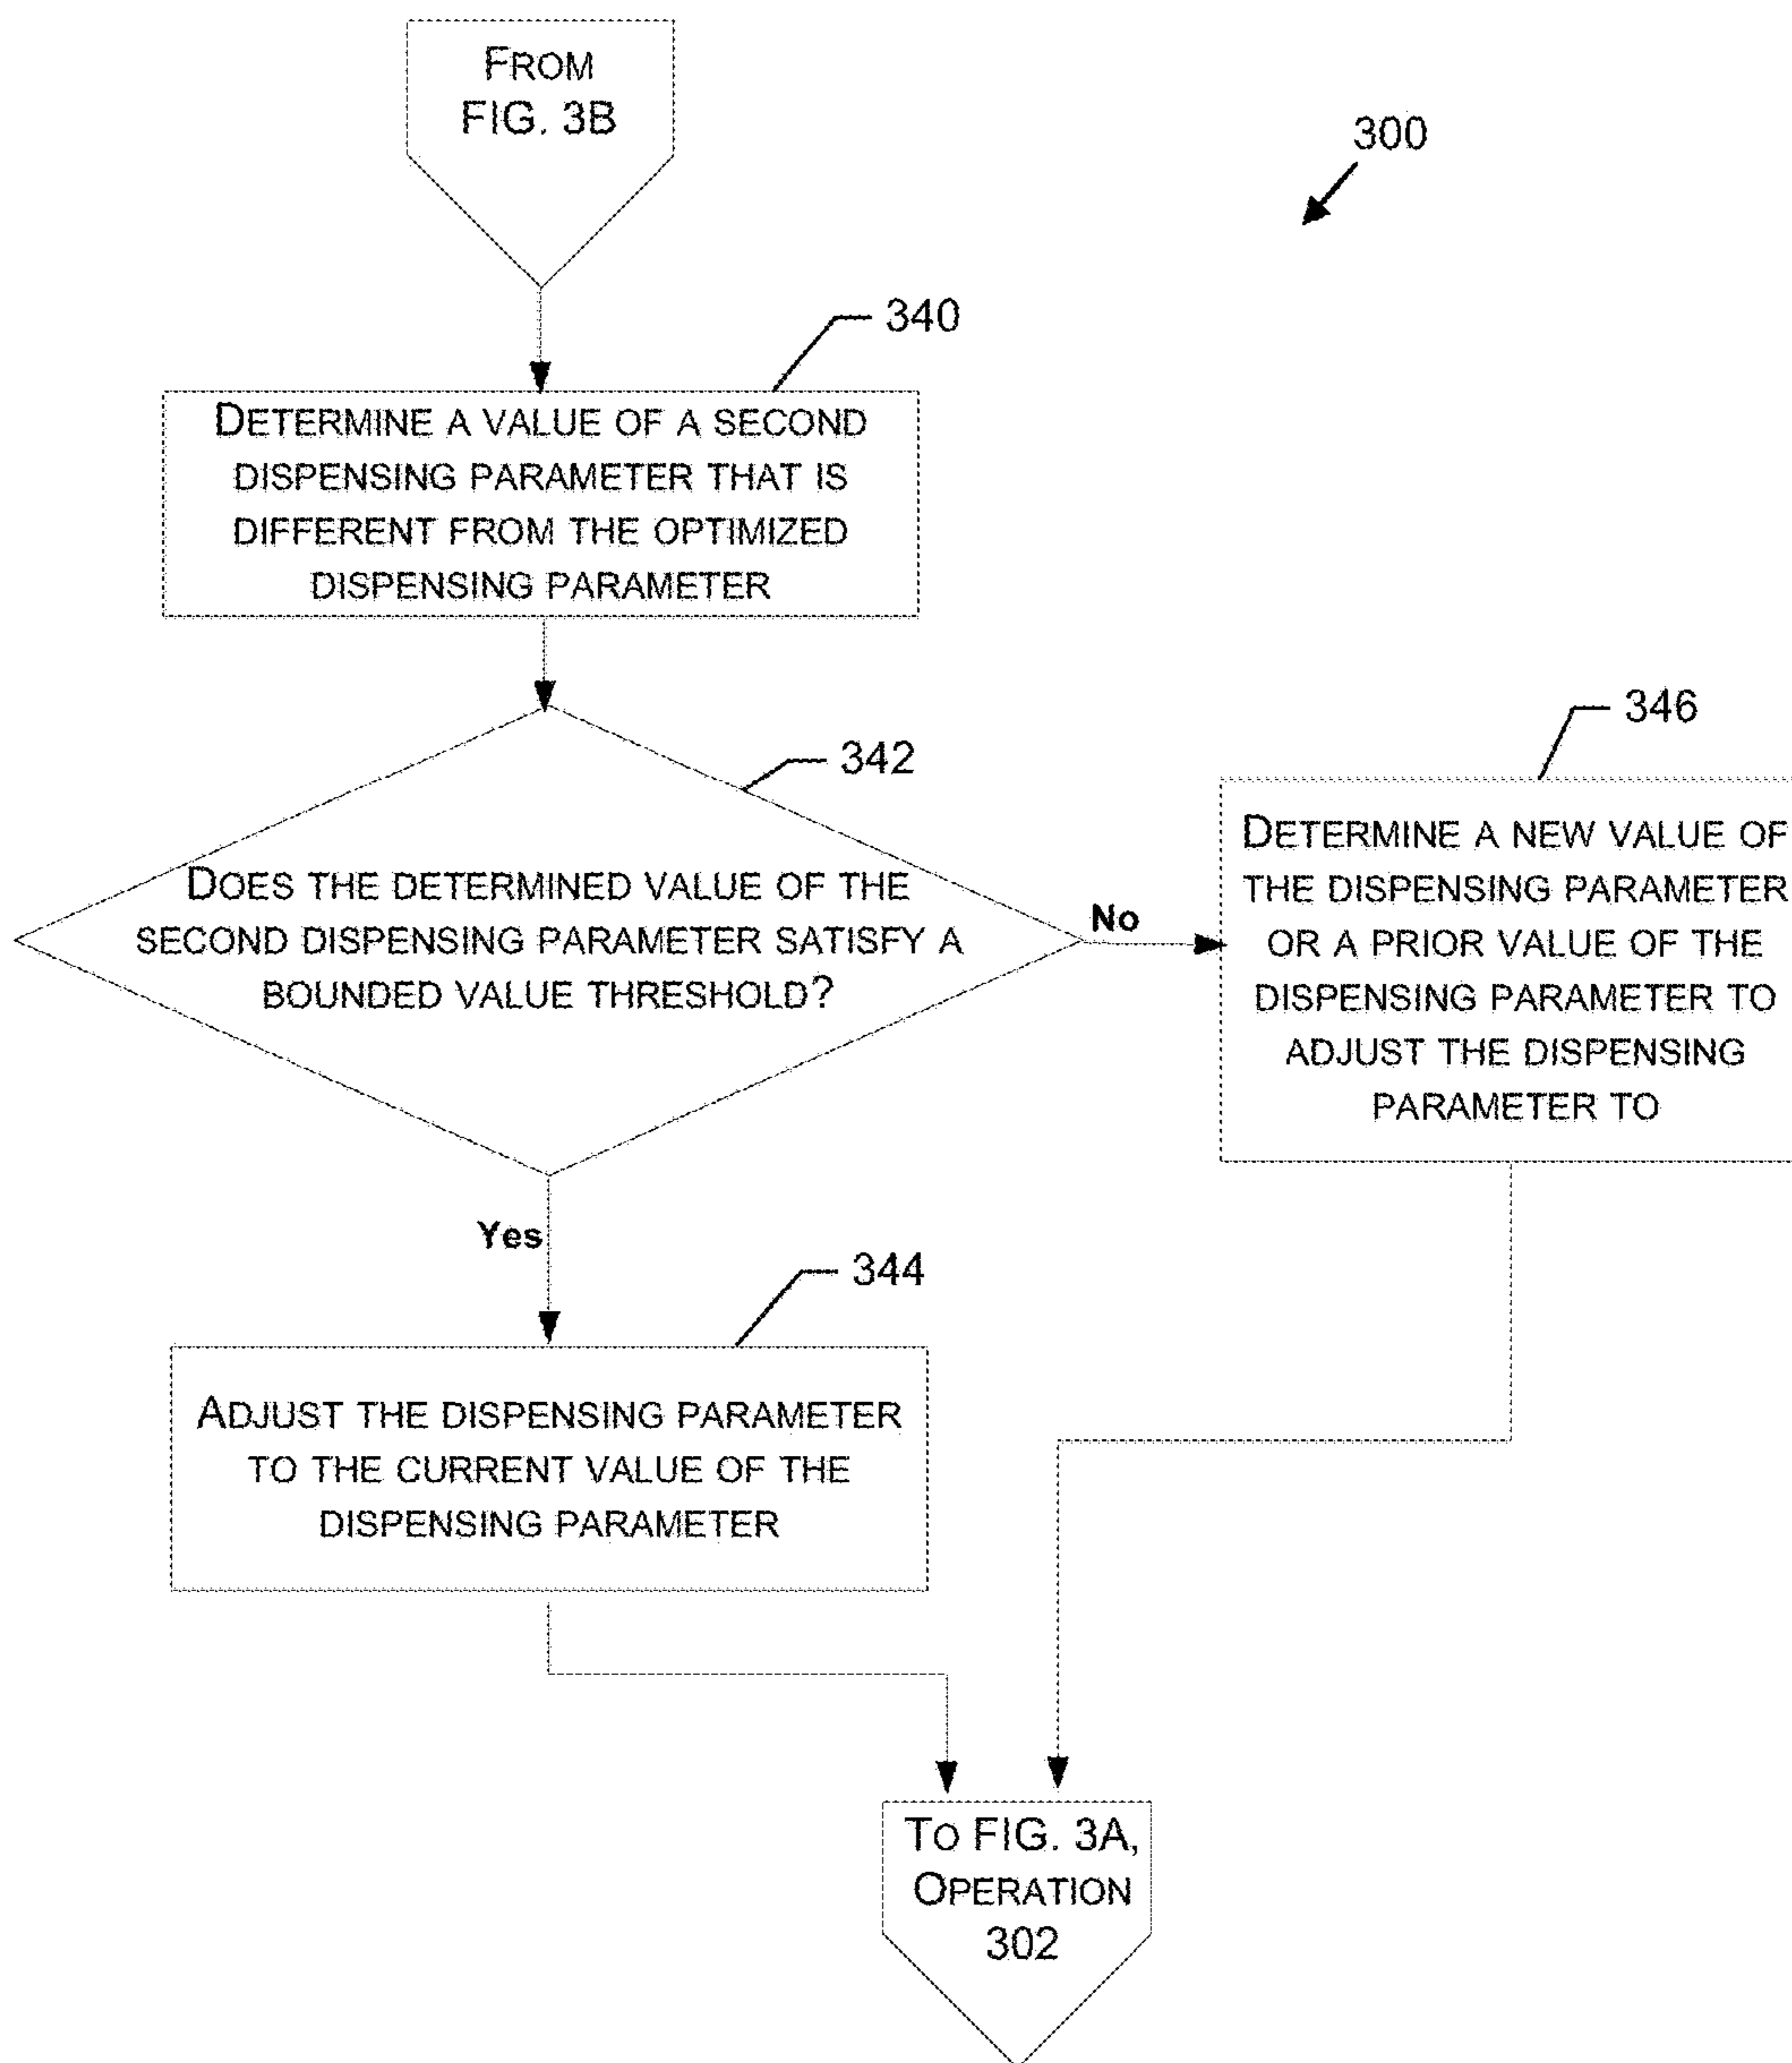 FROM
FIG. 3B
300
340
DETERMINE A VALUE OF A SECOND
DISPENSING PARAMETER THAT IS
DIFFERENT FROM THE OPTIMIZED
DISPENSING PARAMETER
342
DOES THE DETERMINED VALUE OF THE
SECOND DISPENSING PARAMETER SATISFY A
BOUNDED VALUE THRESHOLD?
No
346
DETERMINE A NEW VALUE OF
THE DISPENSING PARAMETER
OR A PRIOR VALUE OF THE
DISPENSING PARAMETER TO
ADJUST THE DISPENSING
PARAMETER TO
Yes
344
ADJUST THE DISPENSING PARAMETER
TO THE CURRENT VALUE OF THE
DISPENSING PARAMETER
TO FIG. 3A,
OPERATION
302